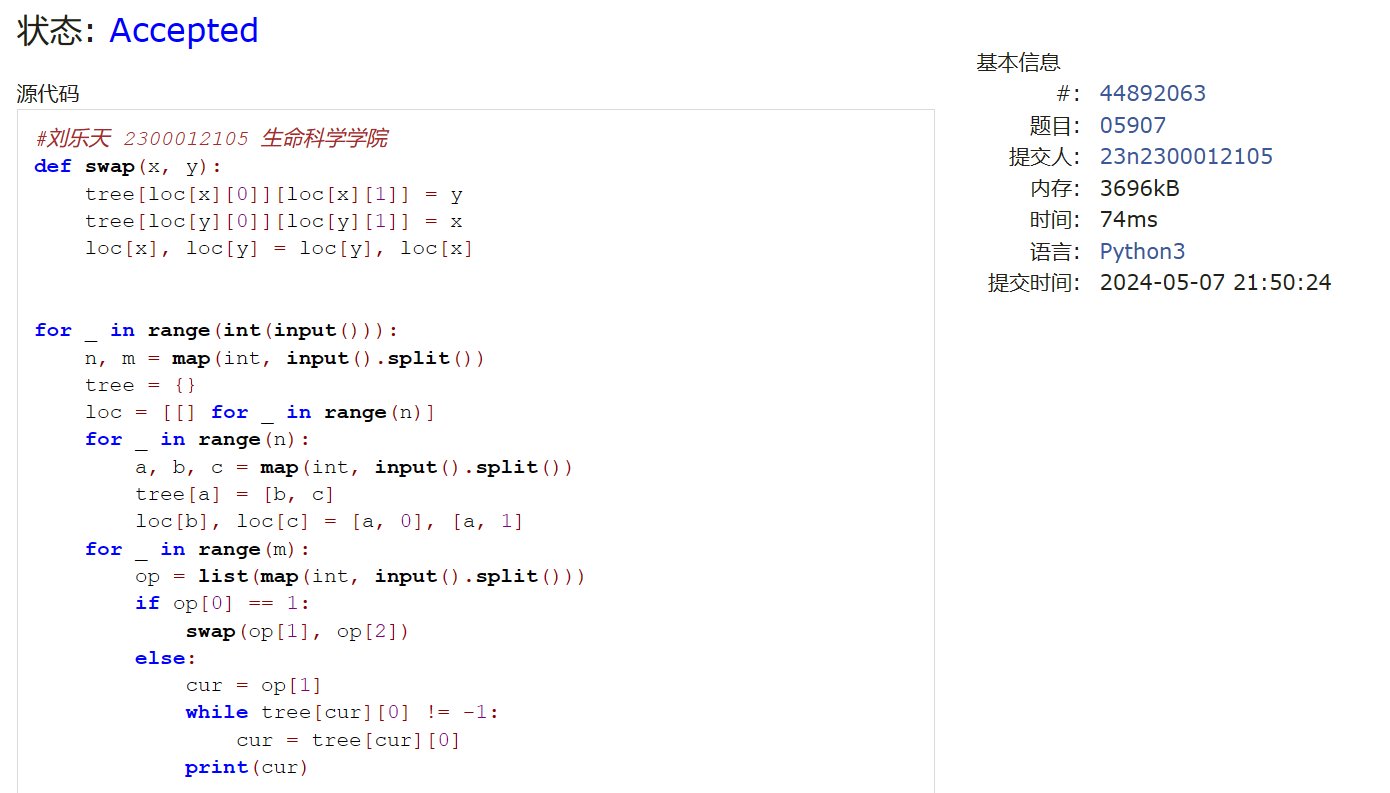 状态: Accepted
源代码
#刘乐天 2300012105 生命科学学院
def swap(x, y):
    tree[loc[x][0]][loc[x][1]] = y
    tree[loc[y][0]][loc[y][1]] = x
    loc[x], loc[y] = loc[y], loc[x]
for _ in range(int(input())):
    n, m = map(int, input().split())
    tree = {}
    loc = [[] for _ in range(n)]
    for _ in range(n):
        a, b, c = map(int, input().split())
        tree[a] = [b, c]
        loc[b], loc[c] = [a, 0], [a, 1]
    for _ in range(m):
        op = list(map(int, input().split()))
        if op[0] == 1:
            swap(op[1], op[2])
        else:
            cur = op[1]
            while tree[cur][0] != -1:
                cur = tree[cur][0]
            print(cur)
基本信息
#: 44892063
题目: 05907
提交人: 23n2300012105
内存: 3696kB
时间: 74ms
语言: Python3
提交时间: 2024-05-07 21:50:24